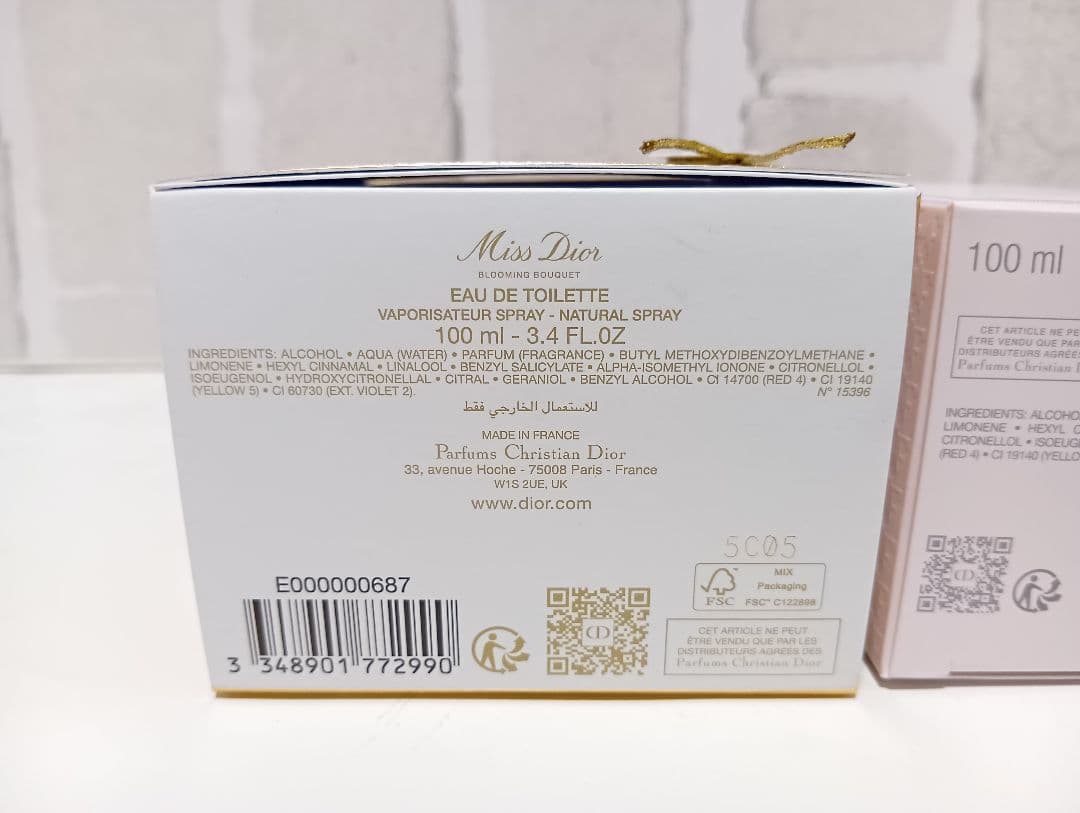 Miss Dior
BLOOMING BOUQUET
EAU DE TOILETTE
VAPORISATEUR SPRAY - NATURAL SPRAY
100 ml - 3.4 FL.OZ
INGREDIENTS: ALCOHOL • AQUA (WATER) • PARFUM (FRAGRANCE) • BUTYL METHOXYDIBENZOYLMETHANE •
LIMONENE • HEXYL CINNAMAL • LINALOOL • BENZYL SALICYLATE • ALPHA-ISOMETHYL IONONE • CITRONELLOL •
ISOEUGENOL • HYDROXYCITRONELLAL • CITRAL • GERANIOL • BENZYL ALCOHOL • CI 14700 (RED 4) • CI 19140
(YELLOW 5) • CI 60730 (EXT. VIOLET 2).
N° 15396
للاستعمال الخارجي فقط
MADE IN FRANCE
Parfums Christian Dior
33, avenue Hoche - 75008 Paris - France
W1S 2UE, UK
www.dior.com
5C05
MIX
Packaging
FSC
FSC® C122898
E000000687
3 348901 772990
CD
CET ARTICLE NE PEUT
ÊTRE VENDU QUE PAR LES
DISTRIBUTEURS AGRÉÉS DES
Parfums Christian Dior
100 ml
CET ARTICLE NE
ÊTRE VENDU QUE PAR
DISTRIBUTEURS AGRÉÉS
Parfums Christian
INGREDIENTS:
LIMONENE • HEXYL
CITRONELLOL •
(RED 4) • CI 19140
CD